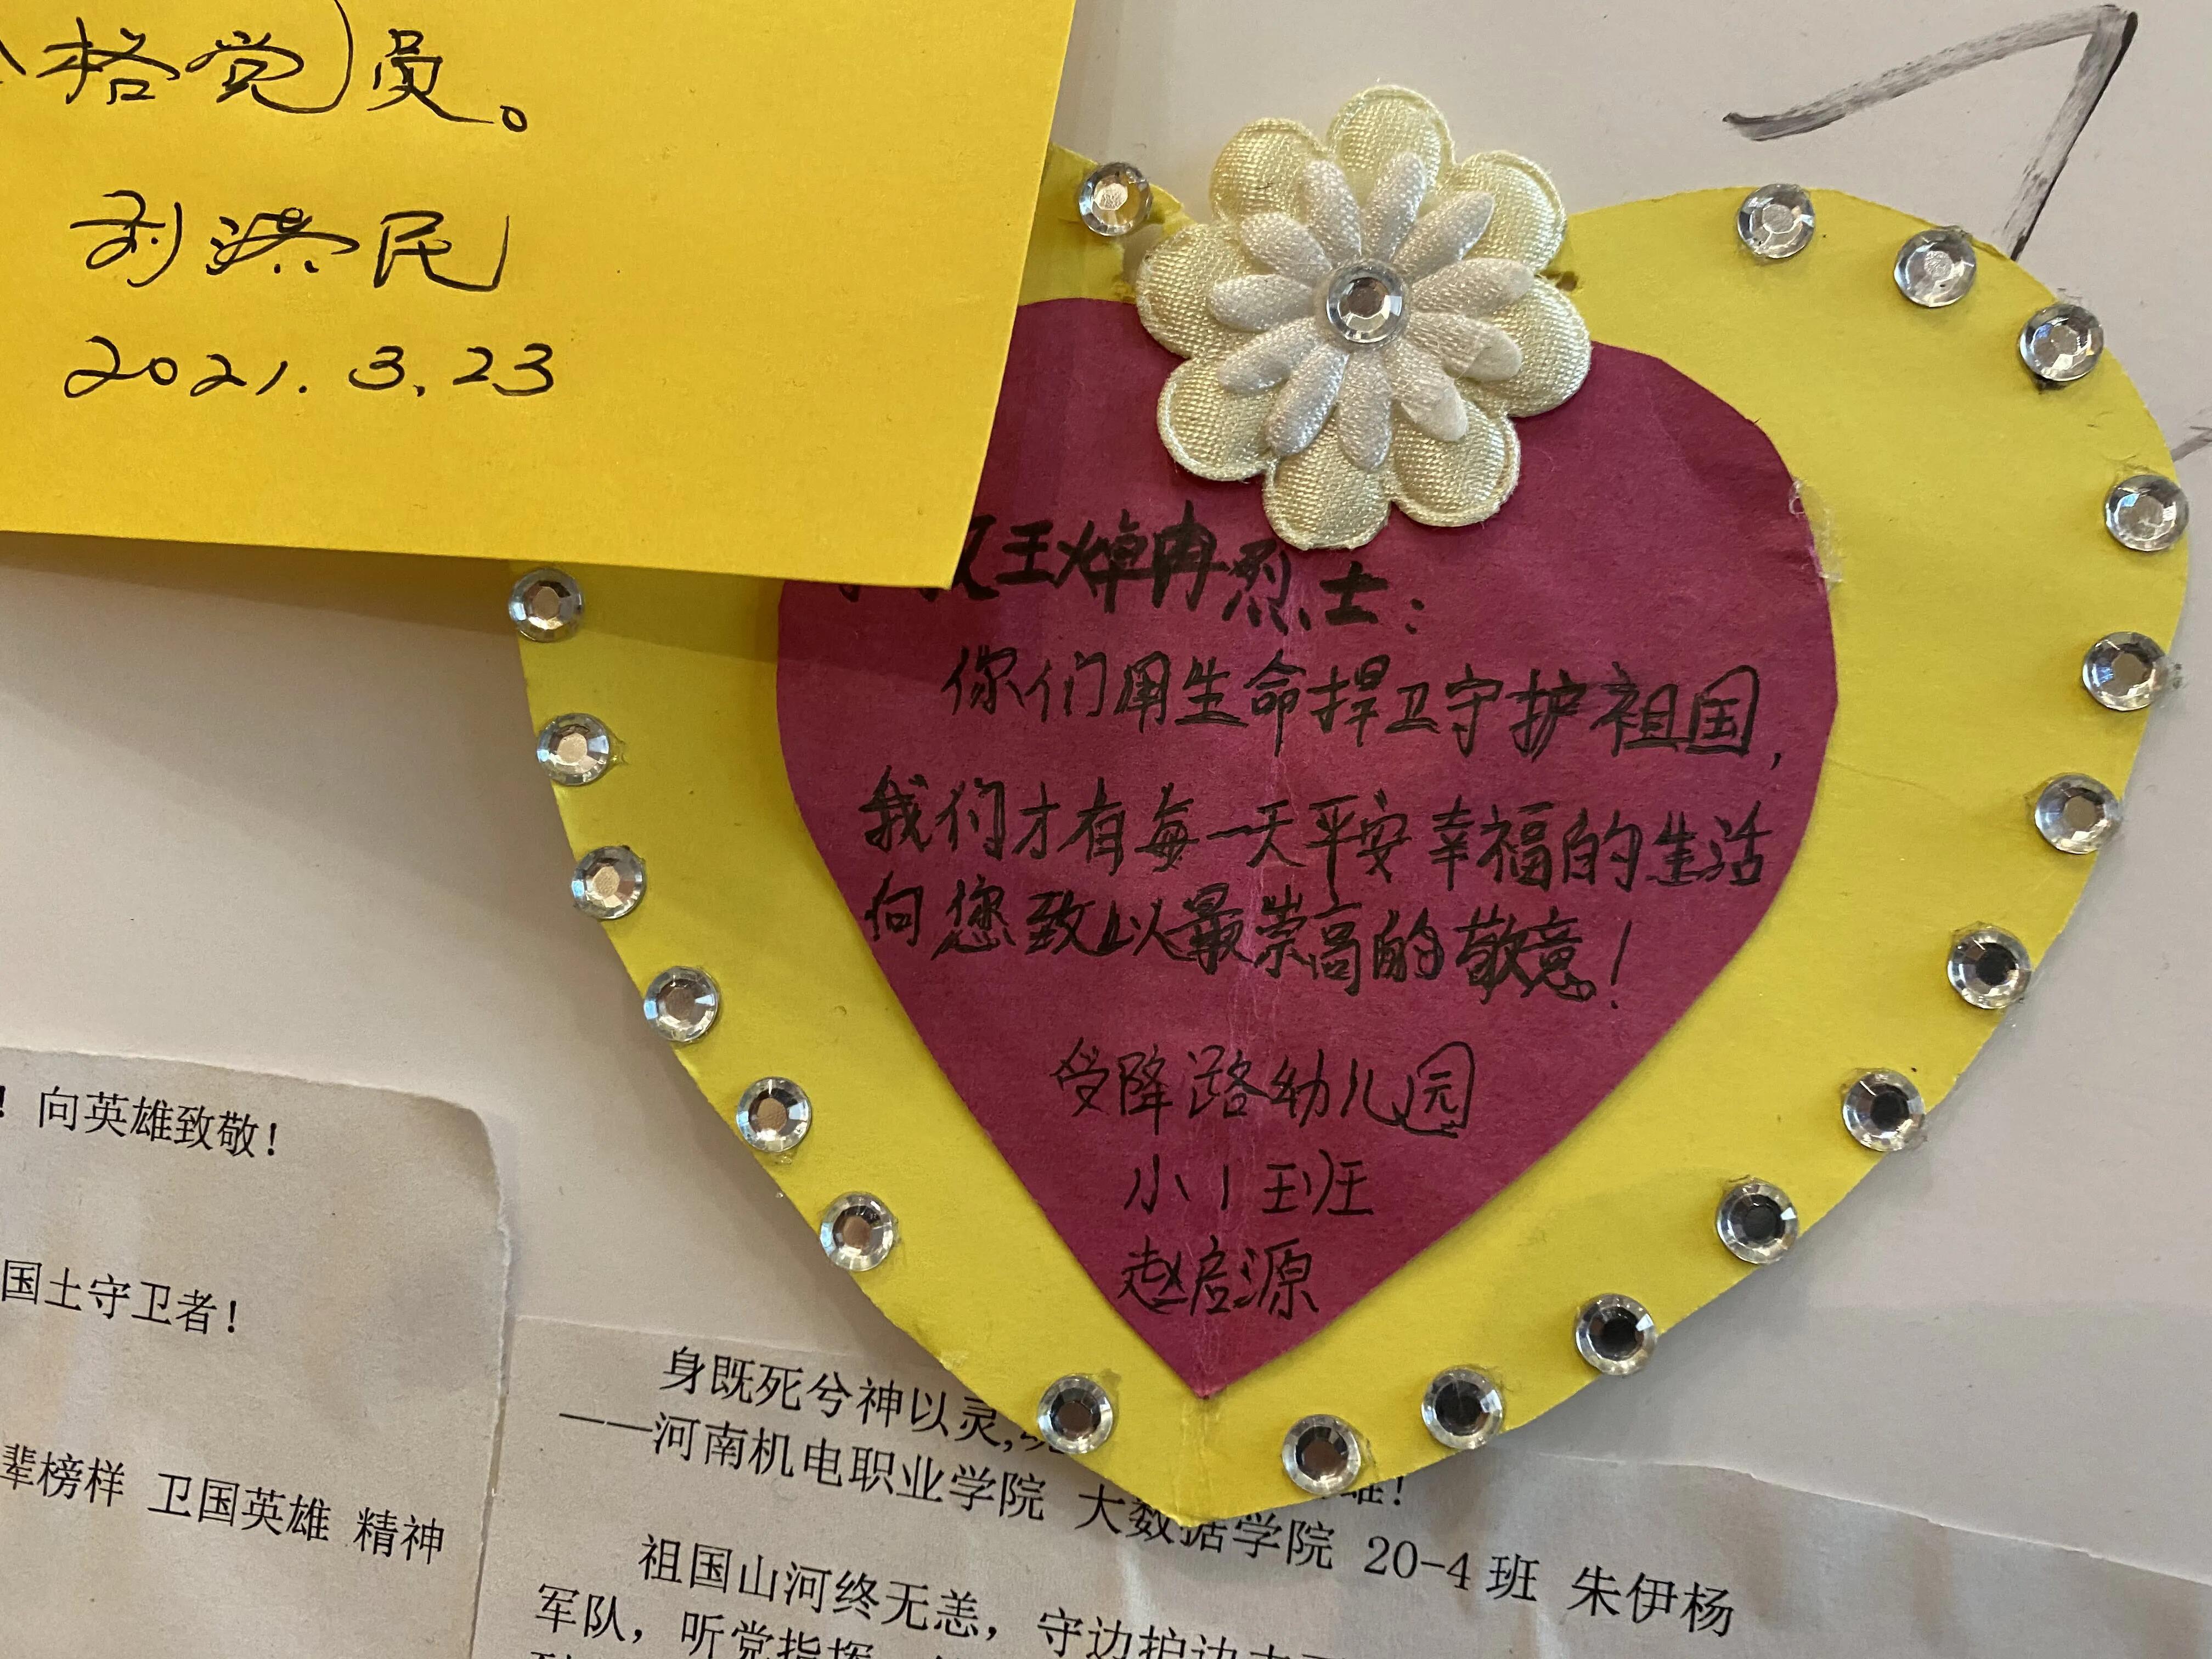 格党员。
刘洪民
2021.3.23
汉王焯冉烈士：
你们用生命捍卫守护祖国，
我们才有每一天平安幸福的生活
向您致以最崇高的敬意！
受降路幼儿园
小1班
赵启源
！向英雄致敬！
国土守卫者！
辈榜样 卫国英雄 精神
身既死兮神以灵,
雄!
——河南机电职业学院 大数据学院 20-4班 朱伊杨
祖国山河终无恙，守边护边
军队，听党指挥